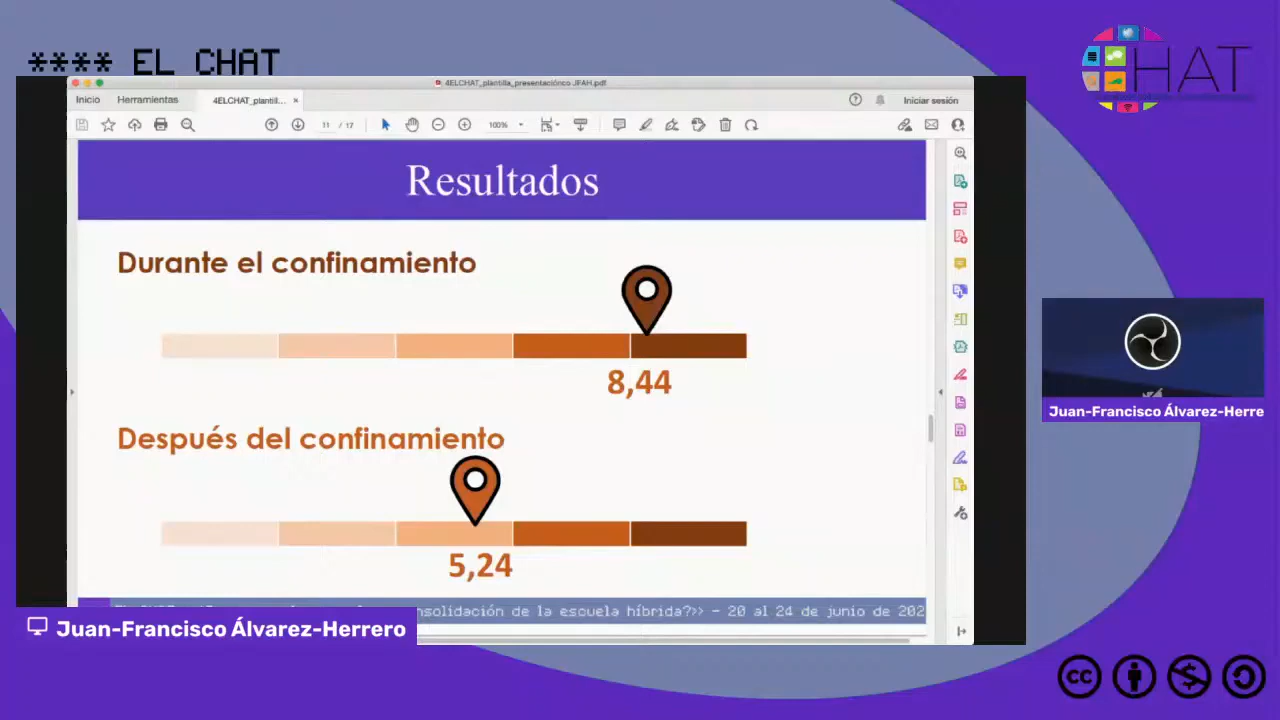 **** EL CHAT
HAT
4ELCHAT_plantilla_presentaciónco JFAH.pdf
Inicio Herramientas 4ELCHAT_plantill... × Iniciar sesión
11 / 17 100%
Resultados
Durante el confinamiento
8,44
Después del confinamiento
5,24
de la escuela híbrida?>> – 20 al 24 de junio de 202
Juan-Francisco Álvarez-Herrero
Juan-Francisco Álvarez-Herre
cc